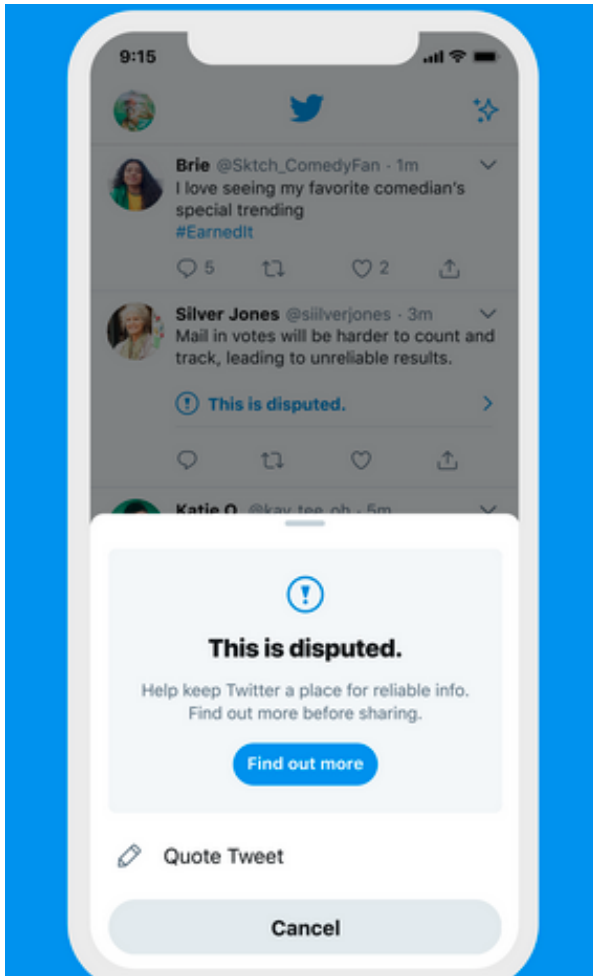 9:15
Brie @Sktch_ComedyFan · 1m
I love seeing my favorite comedian's
special trending
#EarnedIt
5 2
Silver Jones @siilverjones · 3m
Mail in votes will be harder to count and
track, leading to unreliable results.
This is disputed.
Katie O. @kay_tee_oh · 5m
This is disputed.
Help keep Twitter a place for reliable info.
Find out more before sharing.
Find out more
Quote Tweet
Cancel